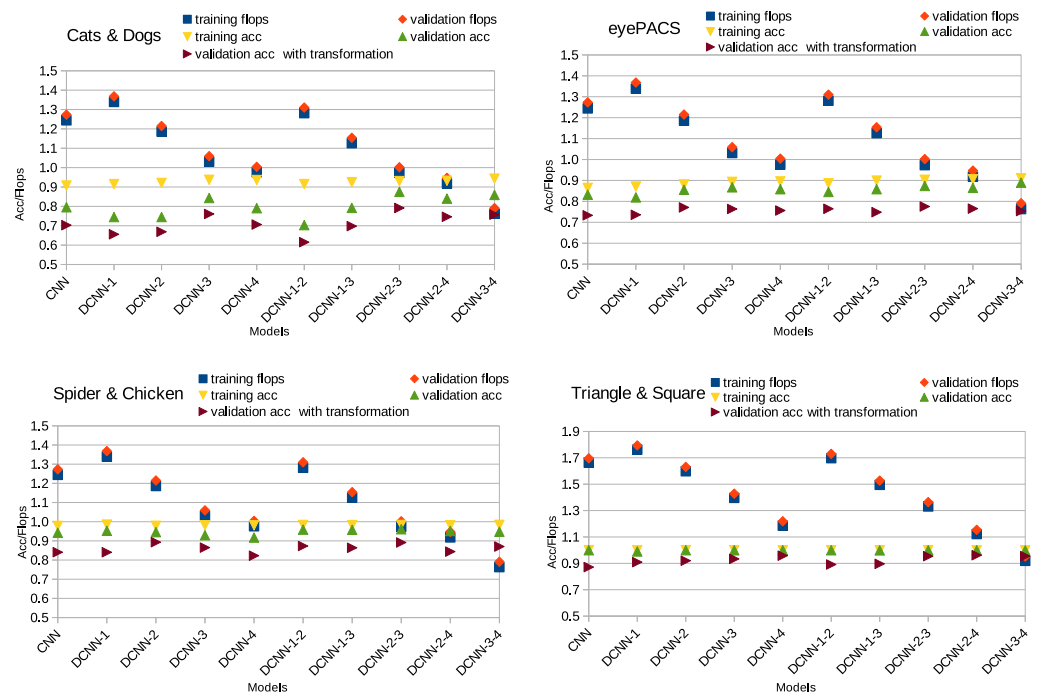 Cats & Dogs
training flops
validation flops
training acc
validation acc
validation acc with transformation
1.5
1.4
1.3
1.2
1.1
1.0
0.9
0.8
0.7
0.6
0.5
Acc/Flops
CNN
DCNN-1
DCNN-2
DCNN-3
DCNN-4
DCNN-1-2
DCNN-1-3
DCNN-2-3
DCNN-2-4
DCNN-3-4
Models
eyePACS
training flops
validation flops
training acc
validation acc
validation acc with transformation
1.5
1.4
1.3
1.2
1.1
1.0
0.9
0.8
0.7
0.6
0.5
Acc/Flops
CNN
DCNN-1
DCNN-2
DCNN-3
DCNN-4
DCNN-1-2
DCNN-1-3
DCNN-2-3
DCNN-2-4
DCNN-3-4
Models
Spider & Chicken
training flops
validation flops
training acc
validation acc
validation acc with transformation
1.5
1.4
1.3
1.2
1.1
1.0
0.9
0.8
0.7
0.6
0.5
Acc/Flops
CNN
DCNN-1
DCNN-2
DCNN-3
DCNN-4
DCNN-1-2
DCNN-1-3
DCNN-2-3
DCNN-2-4
DCNN-3-4
Models
Triangle & Square
training flops
validation flops
training acc
validation acc
validation acc with transformation
1.9
1.7
1.5
1.3
1.1
0.9
0.7
0.5
Acc/Flops
CNN
DCNN-1
DCNN-2
DCNN-3
DCNN-4
DCNN-1-2
DCNN-1-3
DCNN-2-3
DCNN-2-4
DCNN-3-4
Models